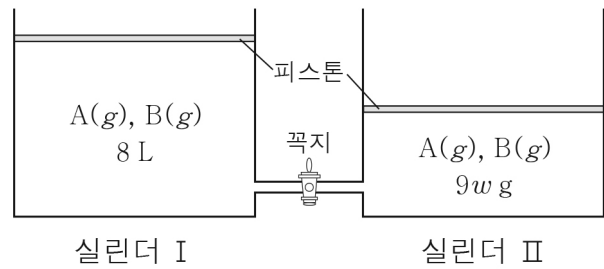 피스톤
A(g), B(g)
8 L
꼭지
A(g), B(g)
9w g
실린더 Ⅰ
실린더 Ⅱ